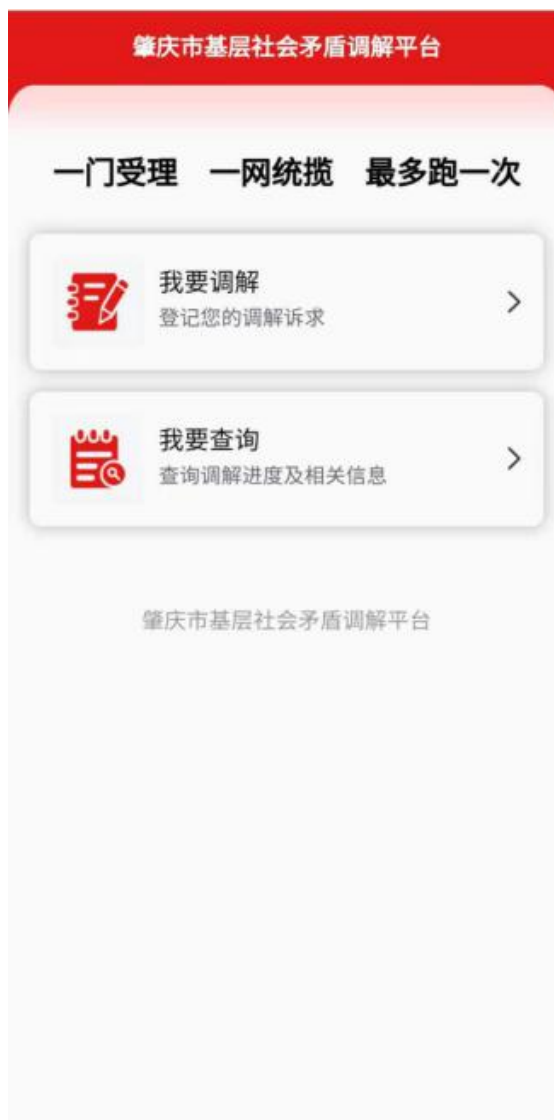 肇庆市基层社会矛盾调解平台
一门受理 一网统揽 最多跑一次
我要调解
登记您的调解诉求
我要查询
查询调解进度及相关信息
肇庆市基层社会矛盾调解平台